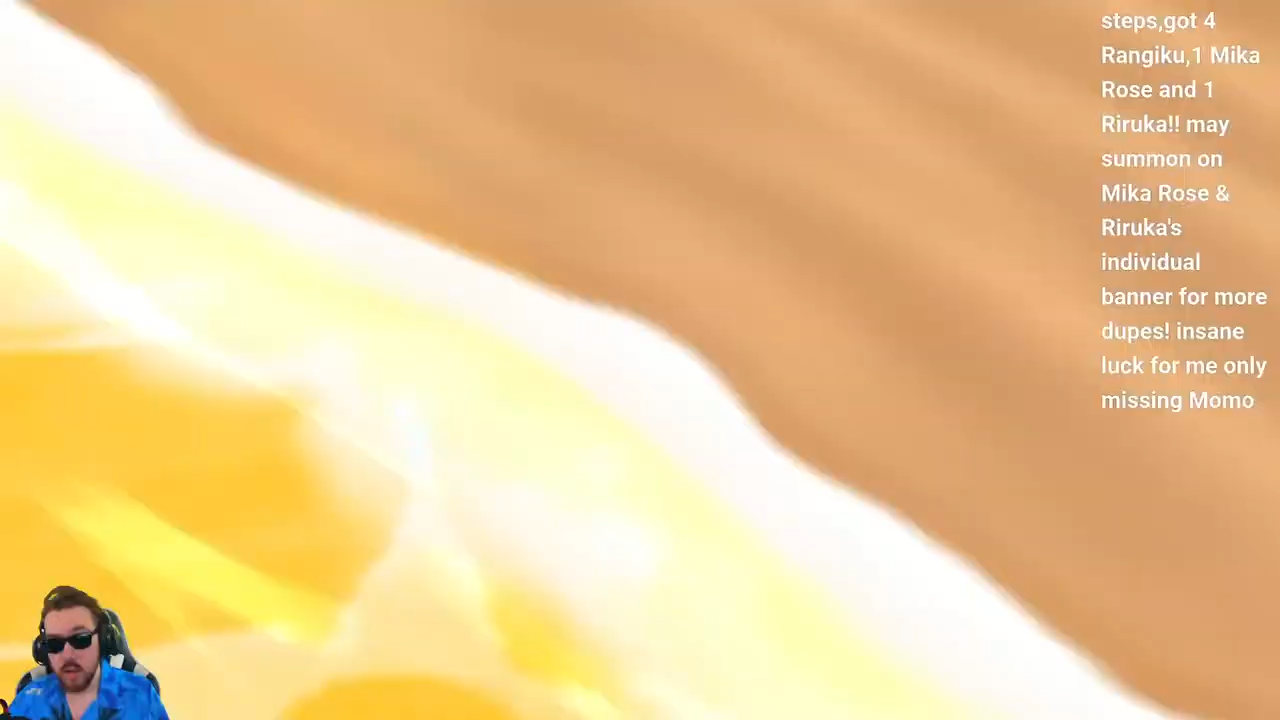 steps,got 4
Rangiku,1 Mika
Rose and 1
Riruka!! may
summon on
Mika Rose &
Riruka's
individual
banner for more
dupes! insane
luck for me only
missing Momo